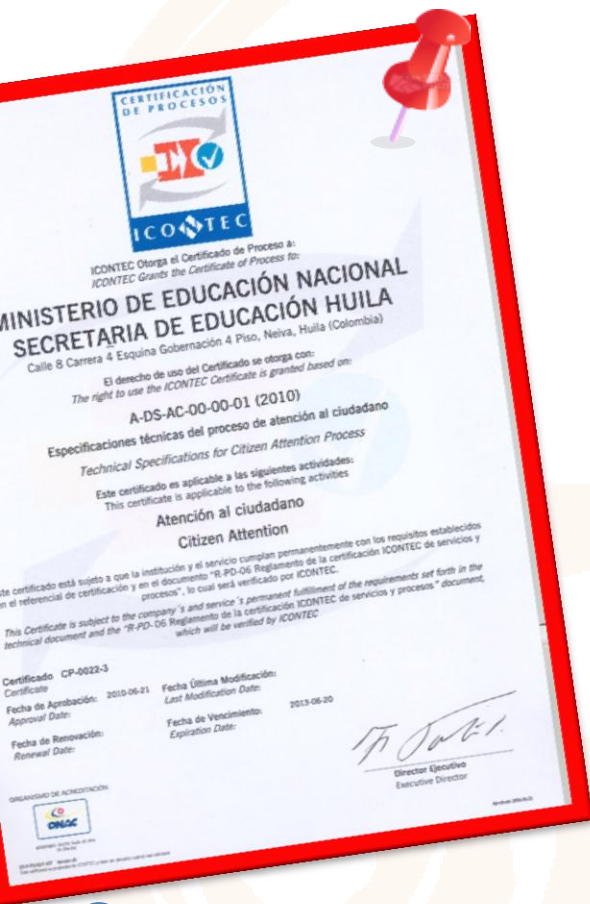 CERTIFICACIÓN
DE PROCESOS
ICONTEC
ICONTEC Otorga el Certificado de Proceso a:
ICONTEC Grants the Certificate of Process to:
MINISTERIO DE EDUCACIÓN NACIONAL
SECRETARIA DE EDUCACIÓN HUILA
Calle 8 Carrera 4 Esquina Gobernación 4 Piso, Neiva, Huila (Colombia)
El derecho de uso del Certificado se otorga con:
The right to use the ICONTEC Certificate is granted based on:
A-DS-AC-00-00-01 (2010)
Especificaciones técnicas del proceso de atención al ciudadano
Technical Specifications for Citizen Attention Process
Este certificado es aplicable a las siguientes actividades:
This certificate is applicable to the following activities
Atención al ciudadano
Citizen Attention
ste certificado está sujeto a que la institución y el servicio cumplan permanentemente con los requisitos establecidos
en el referencial de certificación y en el documento "R-PD-06 Reglamento de la certificación ICONTEC de servicios y
procesos", lo cual será verificado por ICONTEC.
This Certificate is subject to the company´s and service´s permanent fulfillment of the requirements set forth in the
technical document and the "R-PD-06 Reglamento de la certificación ICONTEC de servicios y procesos" document,
which will be verified by ICONTEC
Certificado CP-0022-3
Certificate
Fecha de Aprobación: 2010-06-21 Fecha Última Modificación:
Approval Date: Last Modification Date:
Fecha de Renovación: Fecha de Vencimiento: 2013-06-20
Renewal Date: Expiration Date:
Director Ejecutivo
Executive Director
ORGANISMO DE ACREDITACIÓN
ONAC